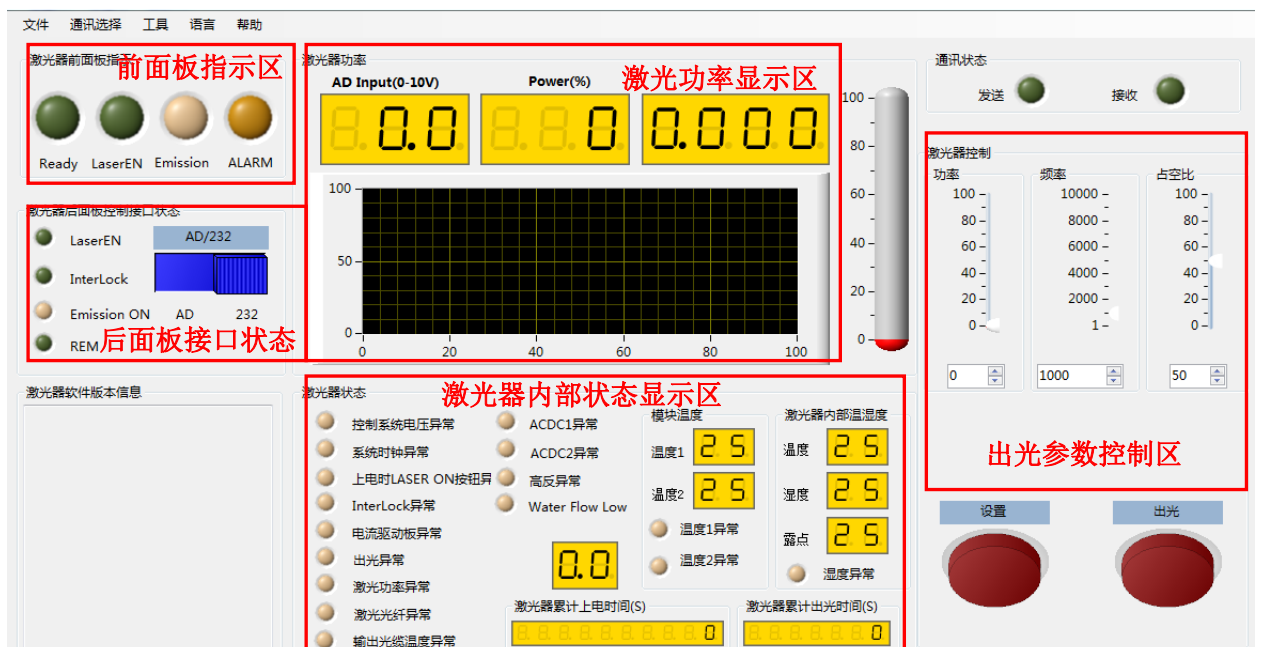 文件 通讯选择 工具 语言 帮助
激光器前面板指示
前面板指示区
Ready LaserEN Emission ALARM
激光器后面板控制接口状态
LaserEN
AD/232
InterLock
Emission ON
AD 232
REM
后面板接口状态
激光器软件版本信息
激光器功率
激光功率显示区
AD Input(0-10V) Power(%)
0.0 0 0.000
100
50
0
0 20 40 60 80 100
100
80
60
40
20
0
激光器状态
激光器内部状态显示区
控制系统电压异常
系统时钟异常
上电时LASER ON按钮异
InterLock异常
电流驱动板异常
出光异常
激光功率异常
激光光纤异常
输出光缆温度异常
ACDC1异常
ACDC2异常
高反异常
Water Flow Low
0.0
模块温度
温度1 25
温度2 25
温度1异常
温度2异常
激光器内部温湿度
温度 25
湿度 25
露点 25
湿度异常
激光器累计上电时间(S)
0
激光器累计出光时间(S)
0
通讯状态
发送 接收
激光器控制
功率 频率 占空比
100 10000 100
80 8000 80
60 6000 60
40 4000 40
20 2000 20
0 1 0
0 1000 50
出光参数控制区
设置 出光